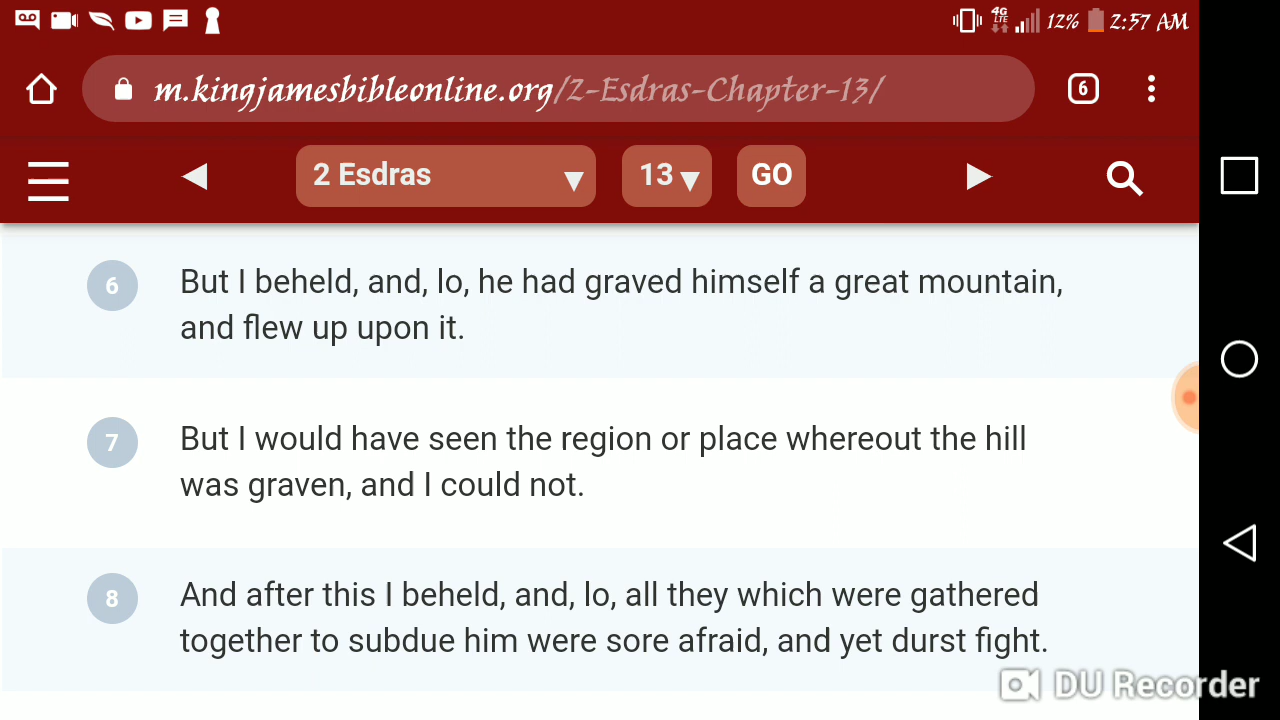 4G
LTE
12%
2:57 AM
m.kingjamesbibleonline.org/2-Esdras-Chapter-13/
6
2 Esdras
13
GO
6
But I beheld, and, lo, he had graved himself a great mountain,
and flew up upon it.
7
But I would have seen the region or place whereout the hill
was graven, and I could not.
8
And after this I beheld, and, lo, all they which were gathered
together to subdue him were sore afraid, and yet durst fight.
DU Recorder